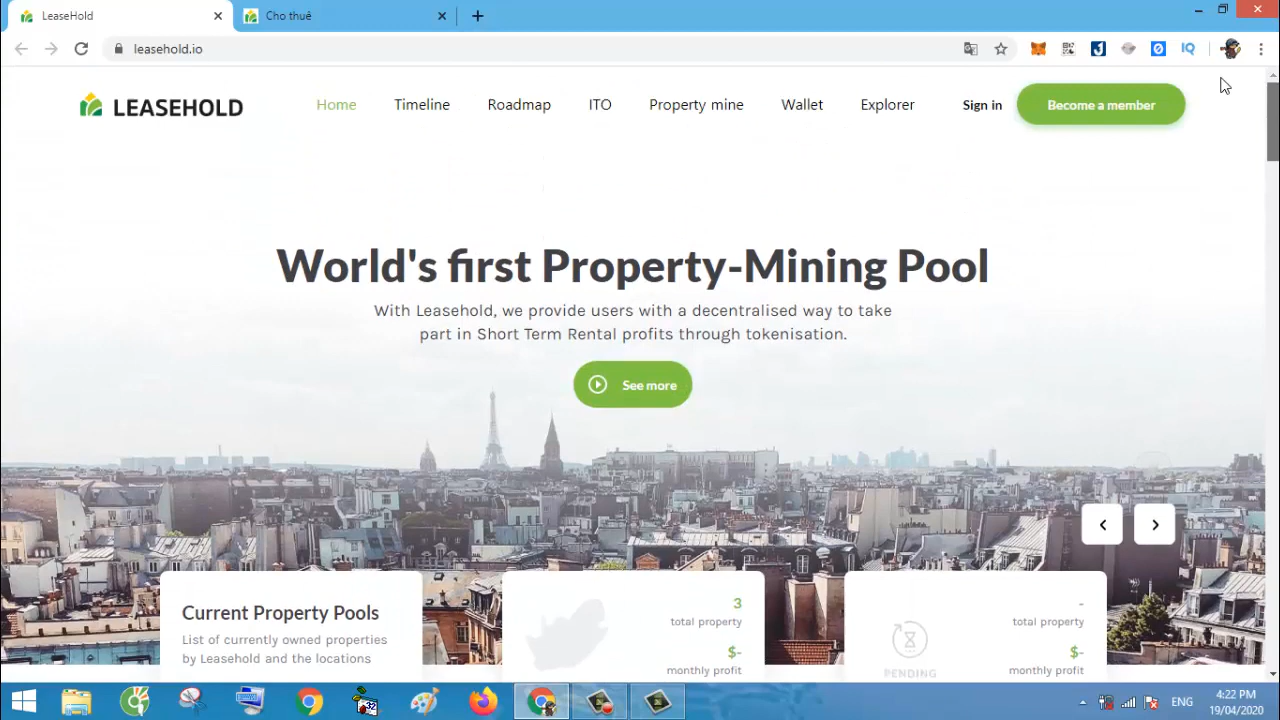 LeaseHold
Cho thuê
leasehold.io
LEASEHOLD
Home
Timeline
Roadmap
ITO
Property mine
Wallet
Explorer
Sign in
Become a member
World's first Property-Mining Pool
With Leasehold, we provide users with a decentralised way to take
part in Short Term Rental profits through tokenisation.
See more
Current Property Pools
List of currently owned properties
by Leasehold and the locations
3
total property
$-
monthly profit
PENDING
-
total property
$-
monthly profit
ENG
4:22 PM
19/04/2020